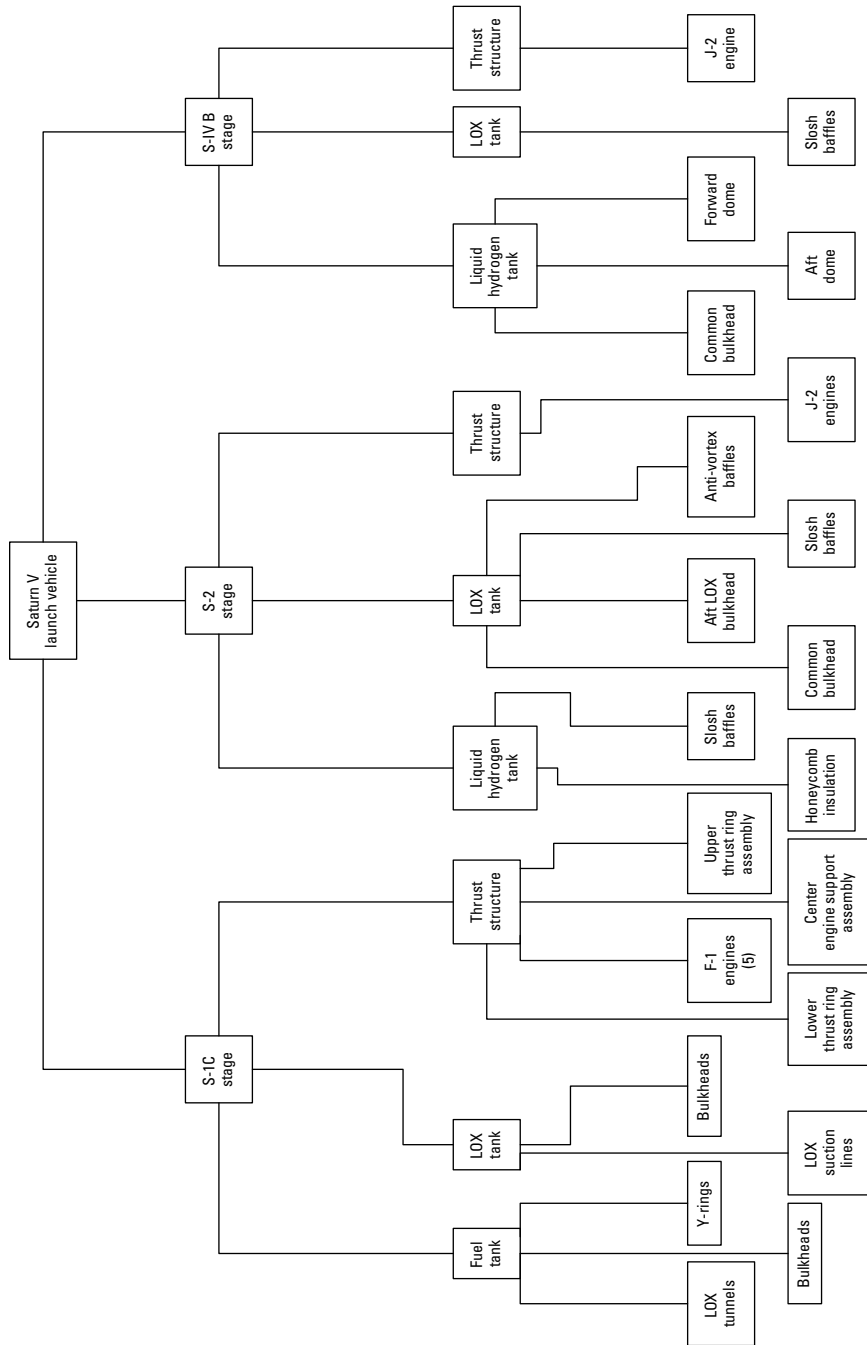 Saturn V
launch vehicle
S-1C
stage
S-2
stage
S-IV B
stage
Fuel
tank
LOX
tank
Thrust
structure
Liquid
hydrogen
tank
LOX
tank
Thrust
structure
Liquid
hydrogen
tank
LOX
tank
Thrust
structure
LOX
tunnels
Y-rings
Bulkheads
F-1
engines
(5)
Upper
thrust ring
assembly
Slosh
baffles
Aft LOX
bulkhead
Anti-vortex
baffles
Common
bulkhead
Forward
dome
J-2
engine
Bulkheads
LOX
suction
lines
Lower
thrust ring
assembly
Center
engine support
assembly
Honeycomb
insulation
Common
bulkhead
Slosh
baffles
J-2
engines
Aft
dome
Slosh
baffles